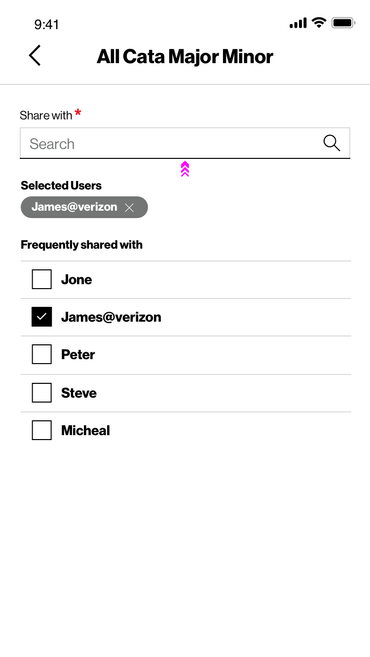 9:41
All Cata Major Minor
Share with *
Search
Selected Users
James@verizon
Frequently shared with
Jone
James@verizon
Peter
Steve
Micheal